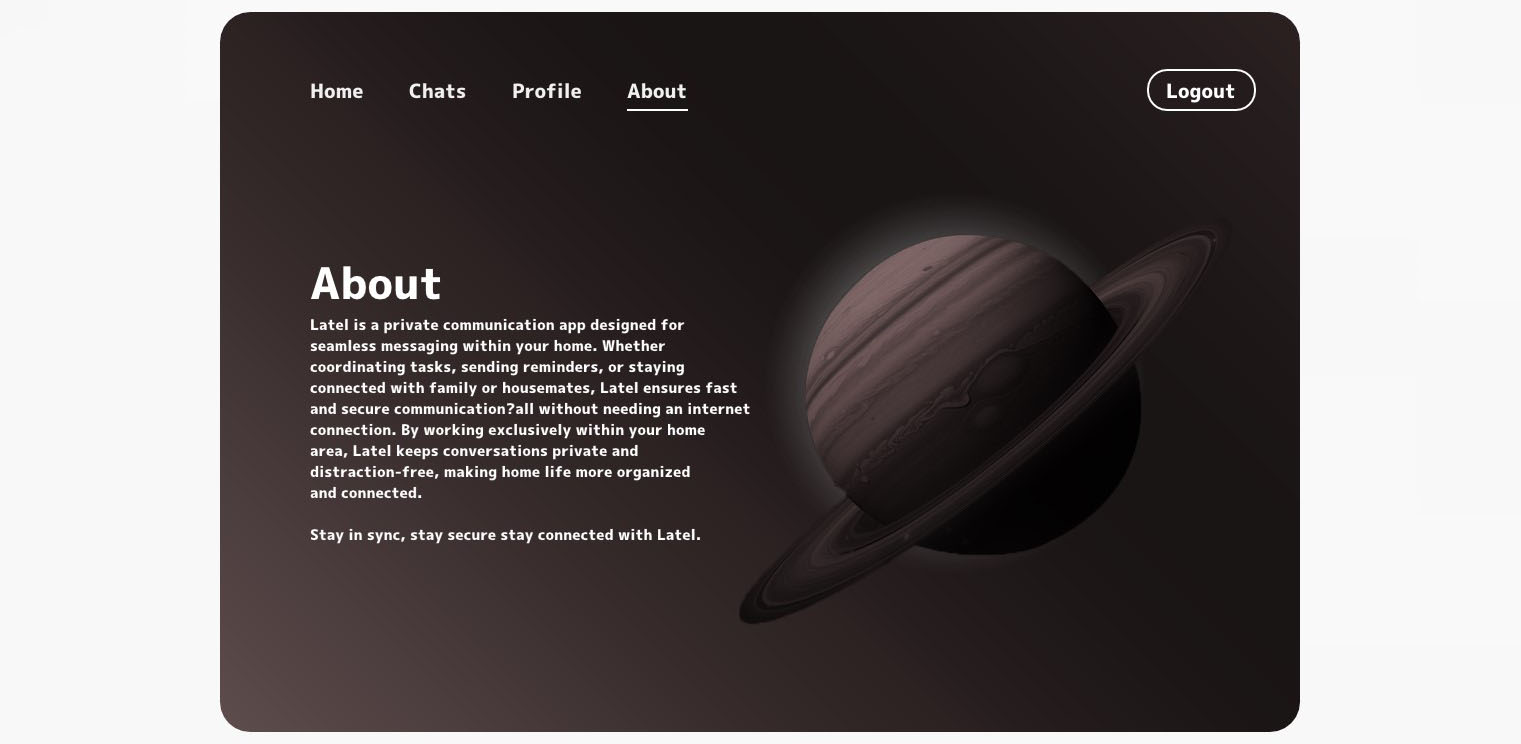 Home Chats Profile About Logout
About
Latel is a private communication app designed for
seamless messaging within your home. Whether
coordinating tasks, sending reminders, or staying
connected with family or housemates, Latel ensures fast
and secure communication?all without needing an internet
connection. By working exclusively within your home
area, Latel keeps conversations private and
distraction-free, making home life more organized
and connected.
Stay in sync, stay secure stay connected with Latel.